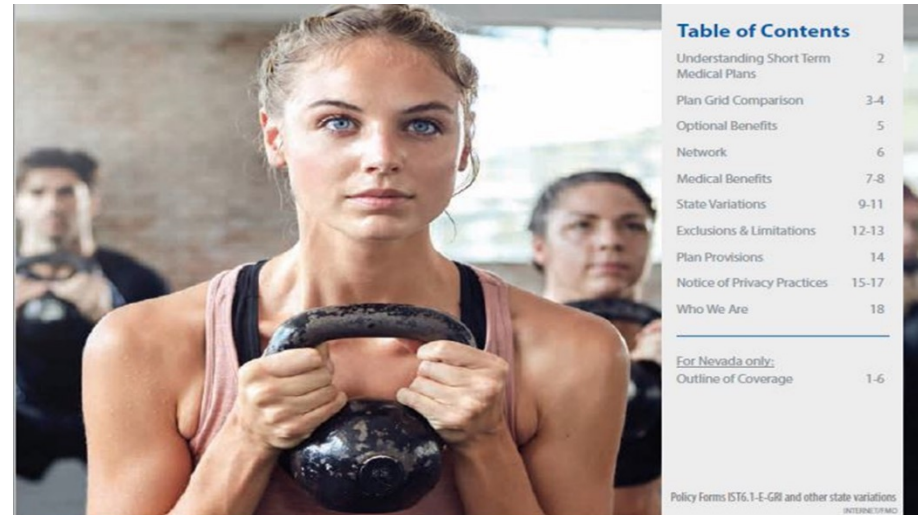 Table of Contents
Understanding Short Term 2
Medical Plans
Plan Grid Comparison 3-4
Optional Benefits 5
Network 6
Medical Benefits 7-8
State Variations 9-11
Exclusions & Limitations 12-13
Plan Provisions 14
Notice of Privacy Practices 15-17
Who We Are 18
For Nevada only:
Outline of Coverage 1-6
Policy Forms IST6.1-E-GRI and other state variations